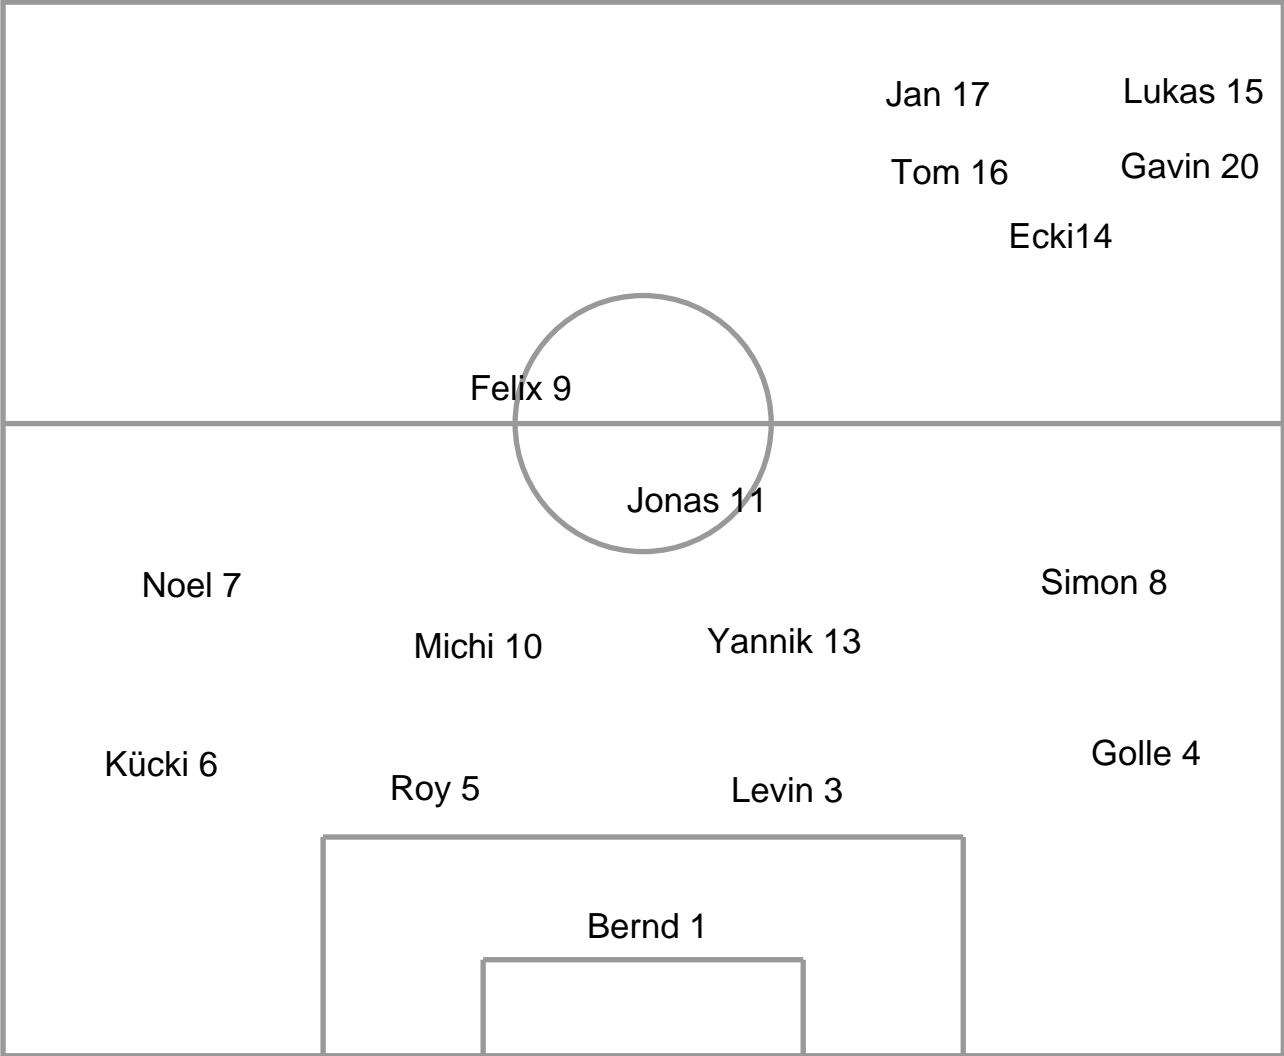 Jan 17
Lukas 15
Tom 16
Gavin 20
Ecki14
Felix 9
Jonas 11
Noel 7
Simon 8
Michi 10
Yannik 13
Kücki 6
Golle 4
Roy 5
Levin 3
Bernd 1